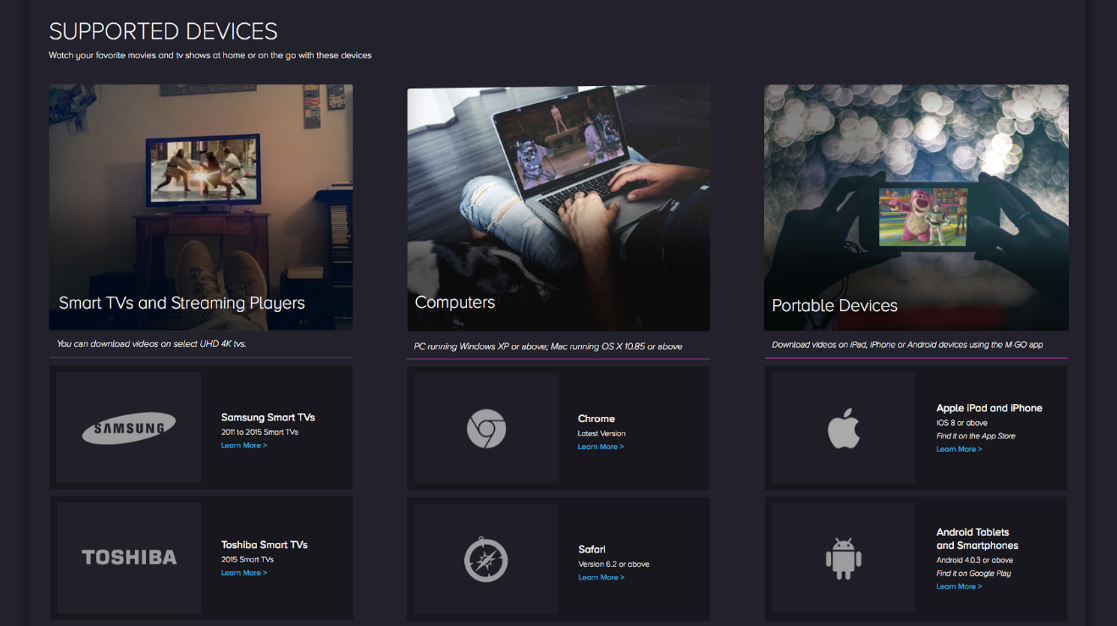 SUPPORTED DEVICES
Watch your favorite movies and tv shows at home or on the go with these devices
Smart TVs and Streaming Players
You can download videos on select UHD 4K tvs.
SAMSUNG
Samsung Smart TVs
2011 to 2015 Smart TVs
Learn More >
TOSHIBA
Toshiba Smart TVs
2015 Smart TVs
Learn More >
Computers
PC running Windows XP or above; Mac running OS X 10.85 or above
Chrome
Latest Version
Learn More >
Safari
Version 6.2 or above
Learn More >
Portable Devices
Download videos on iPad, iPhone or Android devices using the M-GO app
Apple iPad and iPhone
iOS 8 or above
Find it on the App Store
Learn More >
Android Tablets
and Smartphones
Android 4.0.3 or above
Find it on Google Play
Learn More >